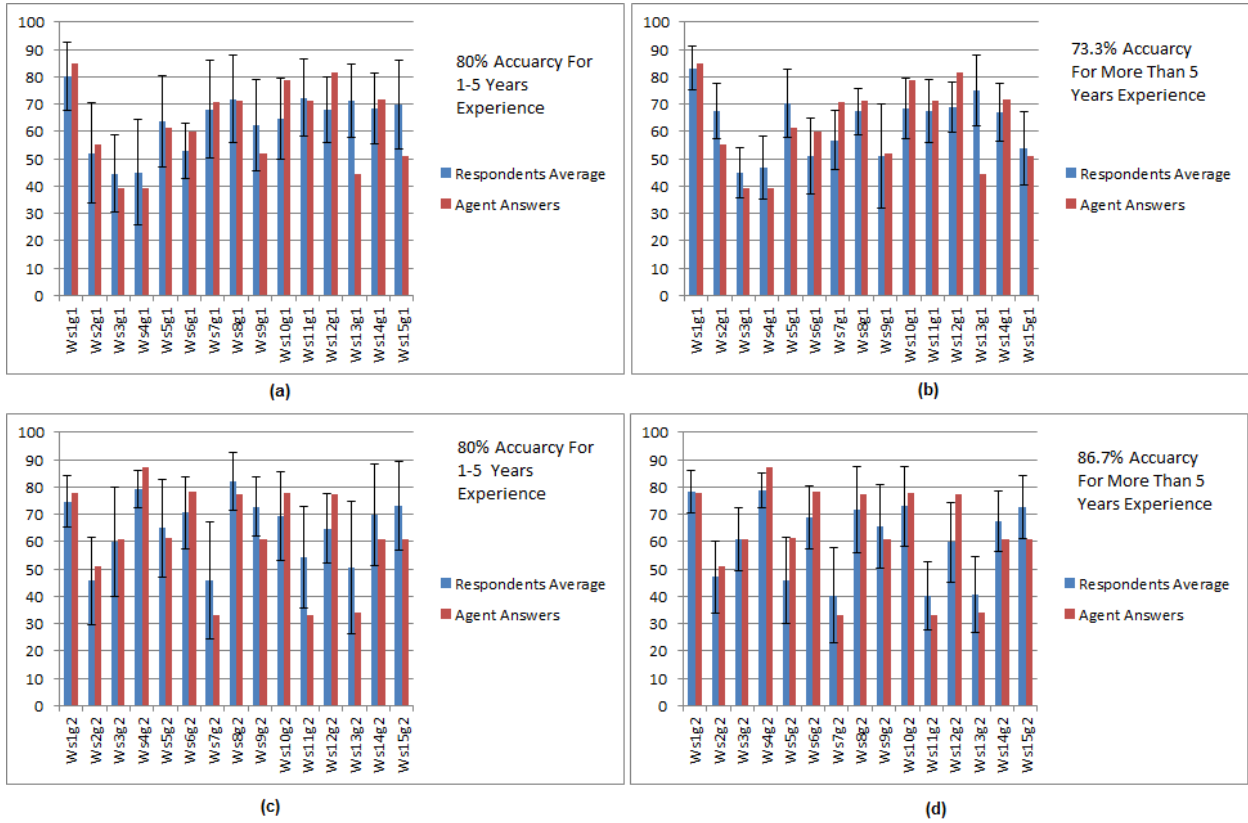 100
90
80
70
60
50
40
30
20
10
0
Ws1g1
Ws2g1
Ws3g1
Ws4g1
Ws5g1
Ws6g1
Ws7g1
Ws8g1
Ws9g1
Ws10g1
Ws11g1
Ws12g1
Ws13g1
Ws14g1
Ws15g1
80% Accuarcy For
1-5 Years
Experience
Respondents Average
Agent Answers
(a)
100
90
80
70
60
50
40
30
20
10
0
Ws1g1
Ws2g1
Ws3g1
Ws4g1
Ws5g1
Ws6g1
Ws7g1
Ws8g1
Ws9g1
Ws10g1
Ws11g1
Ws12g1
Ws13g1
Ws14g1
Ws15g1
73.3% Accuarcy
For More Than 5
Years Experience
Respondents Average
Agent Answers
(b)
100
90
80
70
60
50
40
30
20
10
0
Ws1g2
Ws2g2
Ws3g2
Ws4g2
Ws5g2
Ws6g2
Ws7g2
Ws8g2
Ws9g2
Ws10g2
Ws11g2
Ws12g2
Ws13g2
Ws14g2
Ws15g2
80% Accuarcy For
1-5 Years
Experience
Respondents Average
Agent Answers
(c)
100
90
80
70
60
50
40
30
20
10
0
Ws1g2
Ws2g2
Ws3g2
Ws4g2
Ws5g2
Ws6g2
Ws7g2
Ws8g2
Ws9g2
Ws10g2
Ws11g2
Ws12g2
Ws13g2
Ws14g2
Ws15g2
86.7% Accuarcy
For More Than 5
Years Experience
Respondents Average
Agent Answers
(d)